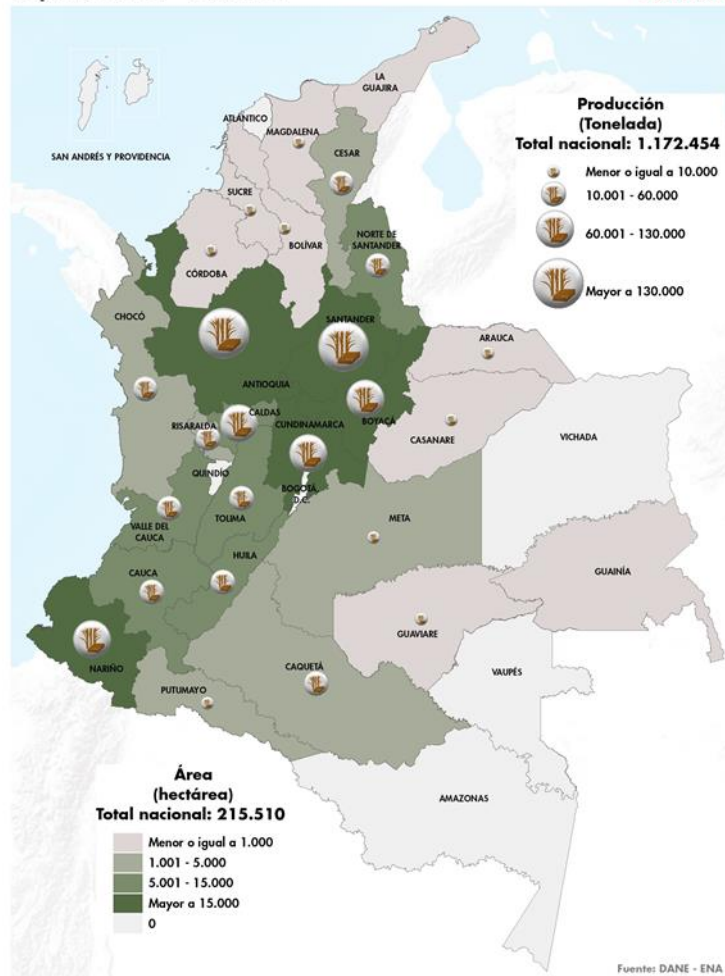 LA
GUAJIRA
ATLÁNTICO
MAGDALENA
SAN ANDRÉS Y PROVIDENCIA
CESAR
SUCRE
NORTE DE
SANTANDER
BOLÍVAR
CÓRDOBA
CHOCÓ
SANTANDER
ARAUCA
ANTIOQUIA
BOYACÁ
CALDAS
RISARALDA
CUNDINAMARCA
CASANARE
VICHADA
QUINDÍO
BOGOTÁ,
D.C.
VALLE DEL
CAUCA
TOLIMA
META
HUILA
CAUCA
GUAINÍA
GUAVIARE
NARIÑO
CAQUETÁ
VAUPÉS
PUTUMAYO
AMAZONAS
Producción
(Tonelada)
Total nacional: 1.172.454
Menor o igual a 10.000
10.001 - 60.000
60.001 - 130.000
Mayor a 130.000
Área
(hectárea)
Total nacional: 215.510
Menor o igual a 1.000
1.001 - 5.000
5.001 - 15.000
Mayor a 15.000
0
Fuente: DANE - ENA